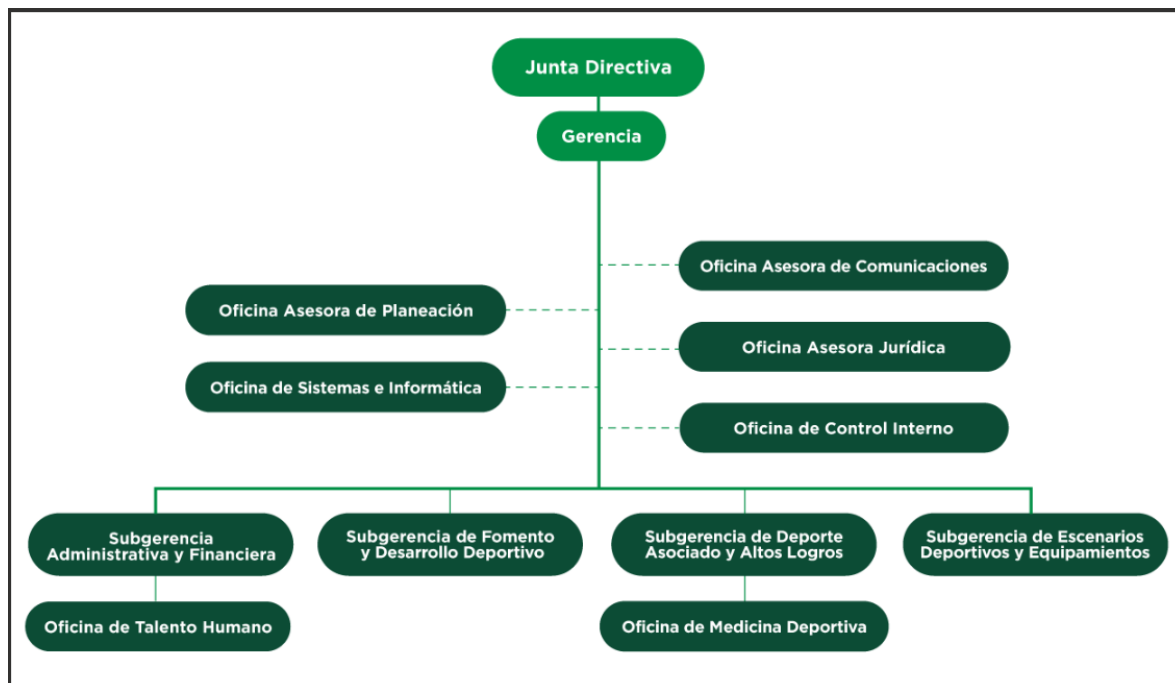 Junta Directiva
Gerencia
Oficina Asesora de Comunicaciones
Oficina Asesora de Planeación
Oficina Asesora Jurídica
Oficina de Sistemas e Informática
Oficina de Control Interno
Subgerencia
Administrativa y Financiera
Subgerencia de Fomento
y Desarrollo Deportivo
Subgerencia de Deporte
Asociado y Altos Logros
Subgerencia de Escenarios
Deportivos y Equipamientos
Oficina de Talento Humano
Oficina de Medicina Deportiva